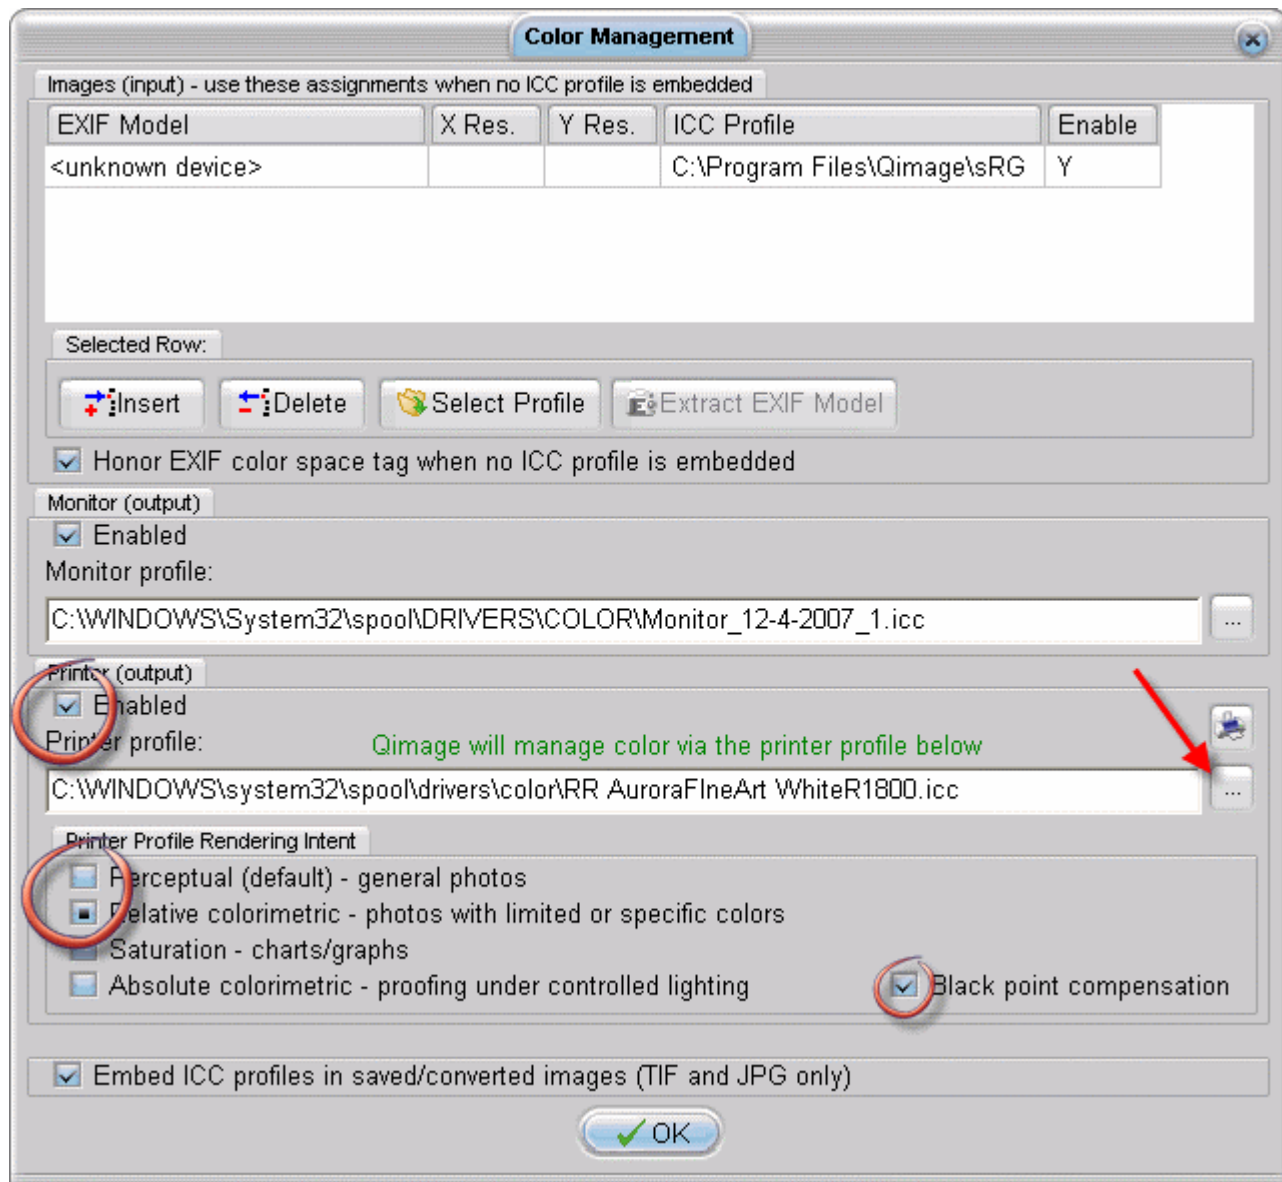 Color Management
Images (input) - use these assignments when no ICC profile is embedded
EXIF Model X Res. Y Res. ICC Profile Enable
<unknown device> C:\Program Files\Qimage\sRG Y
Selected Row:
Insert Delete Select Profile Extract EXIF Model
Honor EXIF color space tag when no ICC profile is embedded
Monitor (output)
Enabled
Monitor profile:
C:\WINDOWS\System32\spool\DRIVERS\COLOR\Monitor_12-4-2007_1.icc
...
Printer (output)
Enabled
Printer profile: Qimage will manage color via the printer profile below
C:\WINDOWS\system32\spool\drivers\color\RR AuroraFIneArt WhiteR1800.icc
...
Printer Profile Rendering Intent
Perceptual (default) - general photos
Relative colorimetric - photos with limited or specific colors
Saturation - charts/graphs
Absolute colorimetric - proofing under controlled lighting Black point compensation
Embed ICC profiles in saved/converted images (TIF and JPG only)
OK